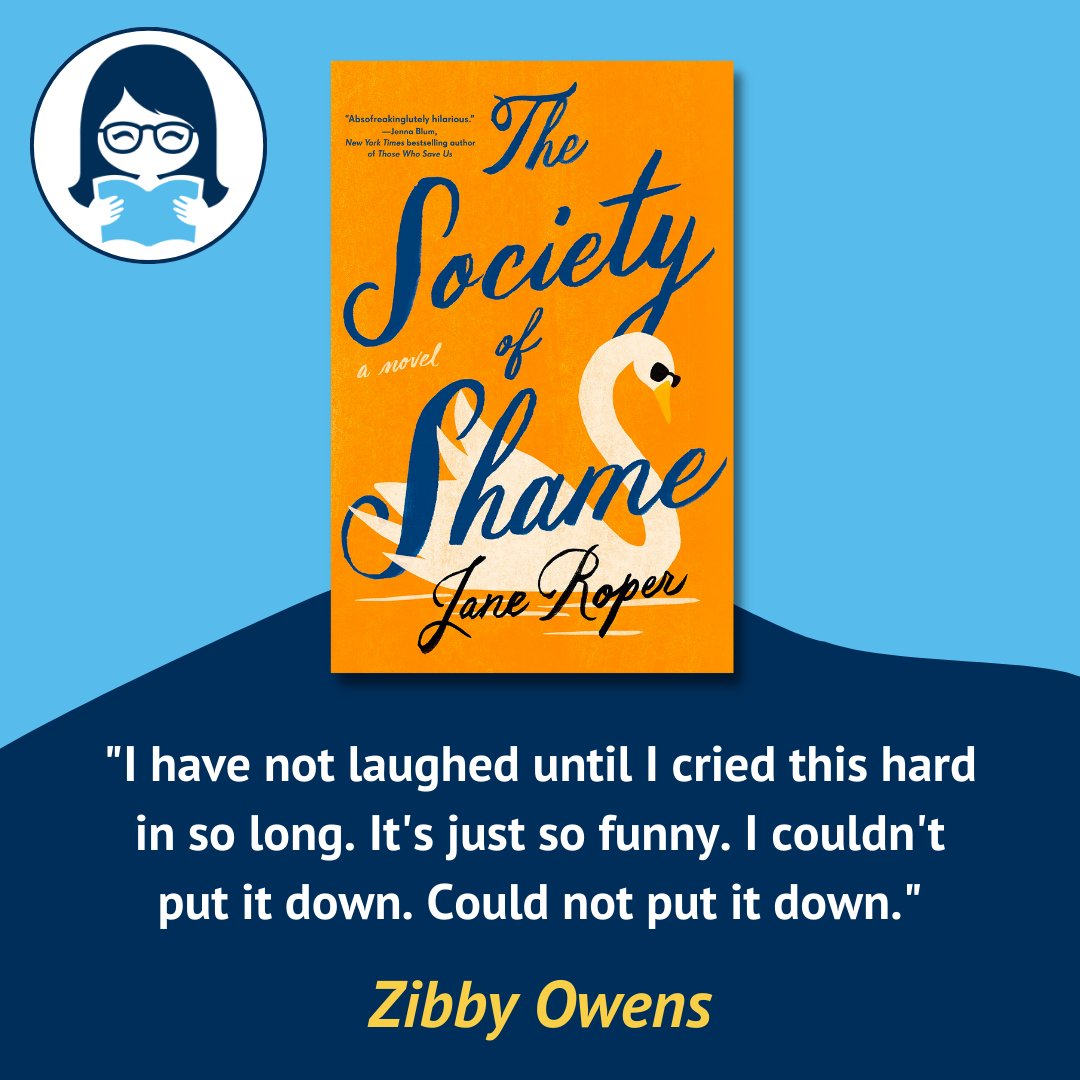 "Absofreakinglutely hilarious."
—Jenna Blum,
New York Times bestselling author
of Those Who Save Us
The
Society
of
a novel
Shame
Jane Roper
"I have not laughed until I cried this hard
in so long. It's just so funny. I couldn't
put it down. Could not put it down."
Zibby Owens